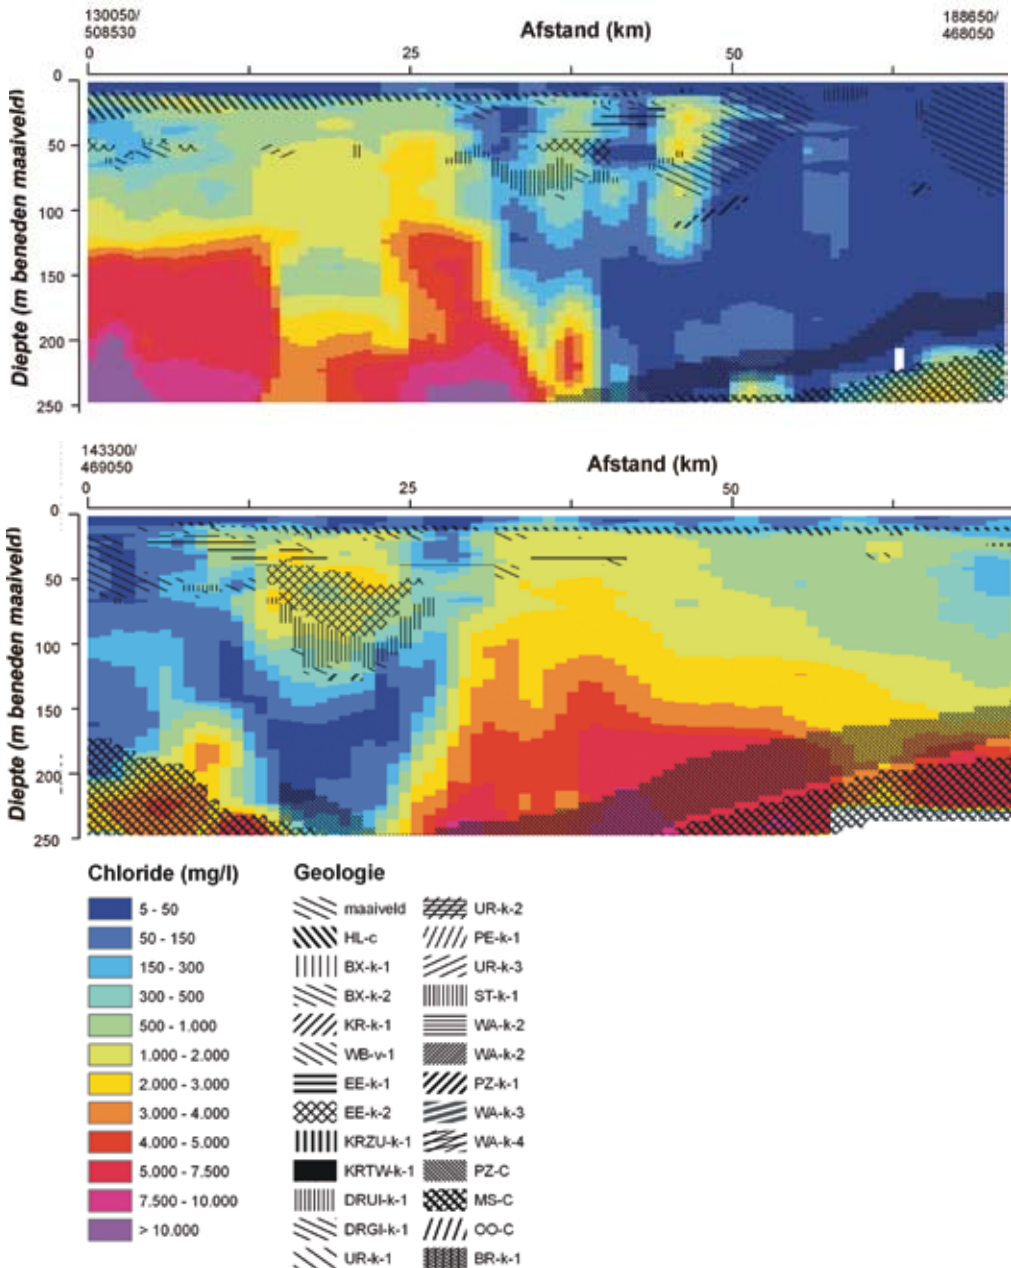 130050/
508530
Afstand (km)
188650/
468050
0
25
50
Diepte (m beneden maaiveld)
0
50
100
150
200
250
143300/
469050
Afstand (km)
0
25
50
Diepte (m beneden maaiveld)
0
50
100
150
200
250
Chloride (mg/l)
5 - 50
50 - 150
150 - 300
300 - 500
500 - 1.000
1.000 - 2.000
2.000 - 3.000
3.000 - 4.000
4.000 - 5.000
5.000 - 7.500
7.500 - 10.000
> 10.000
Geologie
maaiveld
HL-c
BX-k-1
BX-k-2
KR-k-1
WB-v-1
EE-k-1
EE-k-2
KRZU-k-1
KRTW-k-1
DRUI-k-1
DRGI-k-1
UR-k-1
UR-k-2
PE-k-1
UR-k-3
ST-k-1
WA-k-2
WA-k-2
PZ-k-1
WA-k-3
WA-k-4
PZ-C
MS-C
OO-C
BR-k-1